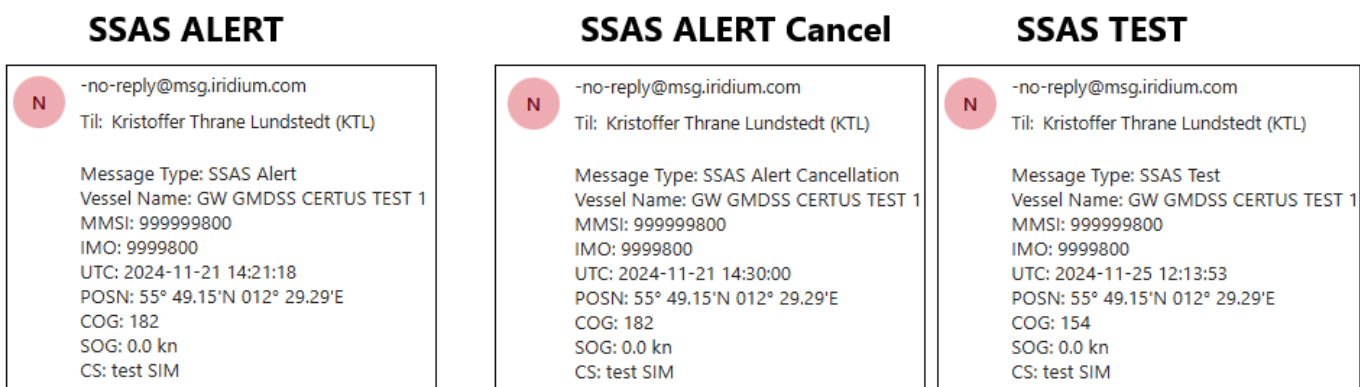 SSAS ALERT
N
-no-reply@msg.iridium.com
Til: Kristoffer Thrane Lundstedt (KTL)
Message Type: SSAS Alert
Vessel Name: GW GMDSS CERTUS TEST 1
MMSI: 999999800
IMO: 9999800
UTC: 2024-11-21 14:21:18
POSN: 55° 49.15'N 012° 29.29'E
COG: 182
SOG: 0.0 kn
CS: test SIM
SSAS ALERT Cancel
N
-no-reply@msg.iridium.com
Til: Kristoffer Thrane Lundstedt (KTL)
Message Type: SSAS Alert Cancellation
Vessel Name: GW GMDSS CERTUS TEST 1
MMSI: 999999800
IMO: 9999800
UTC: 2024-11-21 14:30:00
POSN: 55° 49.15'N 012° 29.29'E
COG: 182
SOG: 0.0 kn
CS: test SIM
SSAS TEST
N
-no-reply@msg.iridium.com
Til: Kristoffer Thrane Lundstedt (KTL)
Message Type: SSAS Test
Vessel Name: GW GMDSS CERTUS TEST 1
MMSI: 999999800
IMO: 9999800
UTC: 2024-11-25 12:13:53
POSN: 55° 49.15'N 012° 29.29'E
COG: 154
SOG: 0.0 kn
CS: test SIM